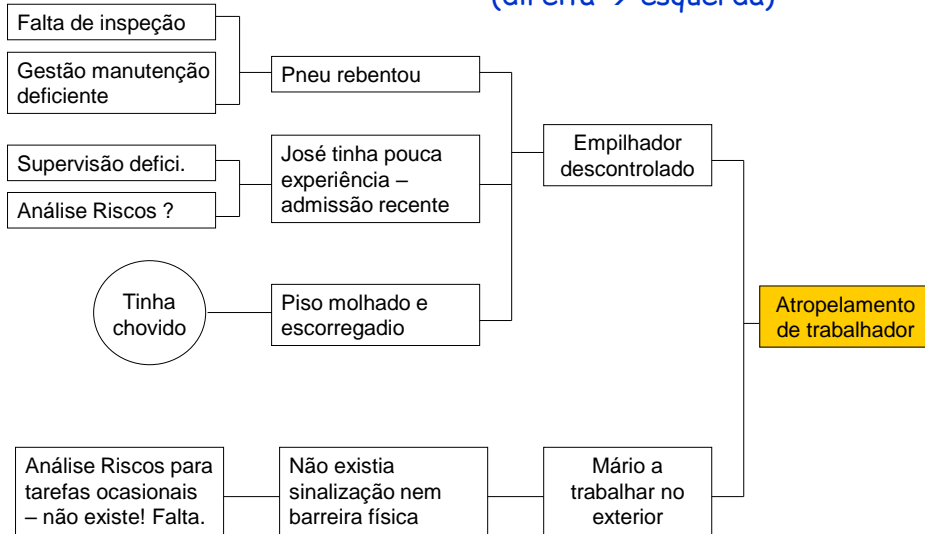 (direita → esquerda)
Falta de inspeção
Gestão manutenção
deficiente
Pneu rebentou
Supervisão defici.
Análise Riscos ?
José tinha pouca
experiência –
admissão recente
Empilhador
descontrolado
Tinha
chovido
Piso molhado e
escorregadio
Atropelamento
de trabalhador
Análise Riscos para
tarefas ocasionais
– não existe! Falta.
Não existia
sinalização nem
barreira física
Mário a
trabalhar no
exterior